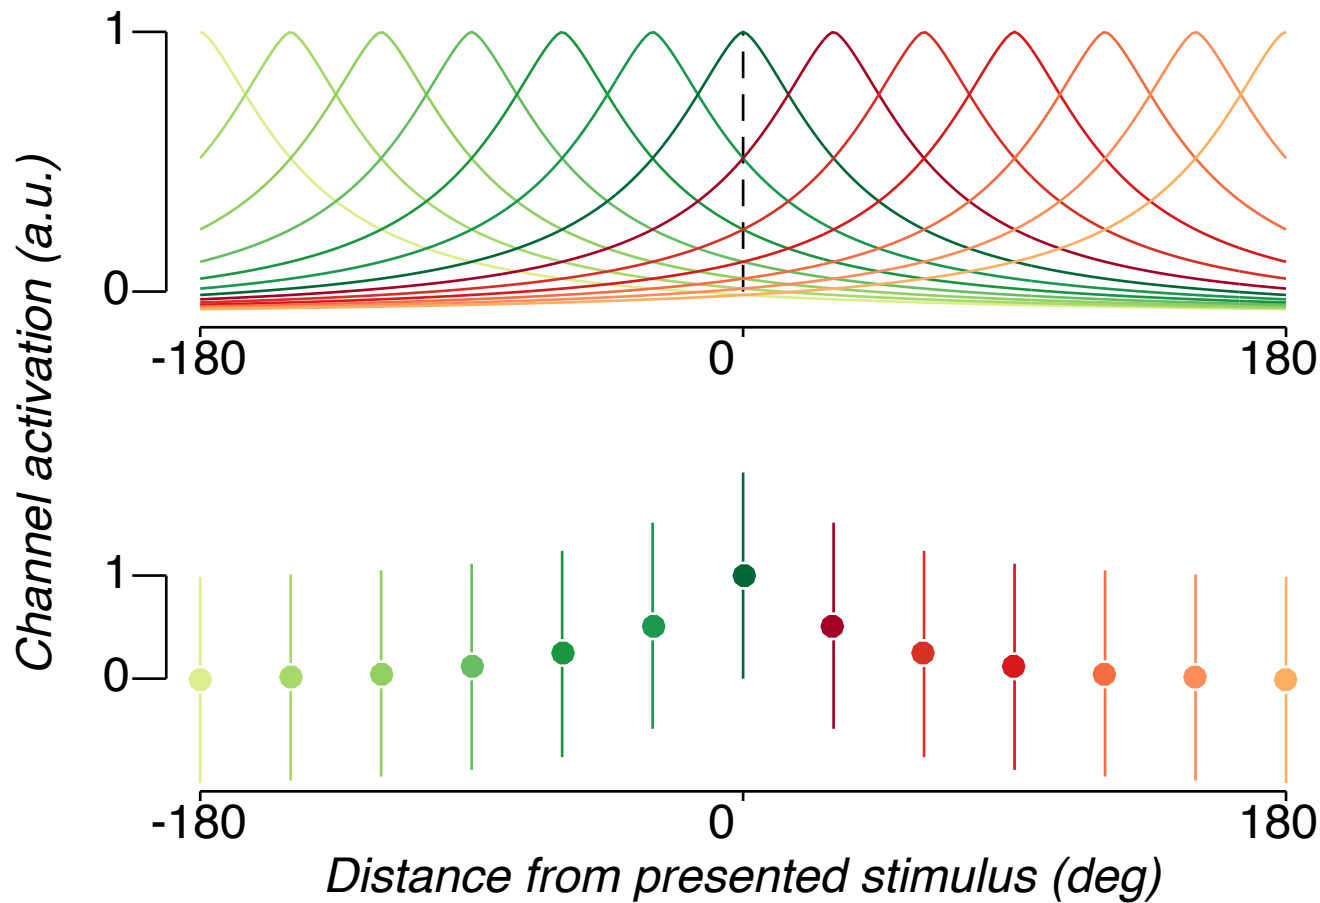 Channel activation (a.u.)
1
0
-180 0 180
1
0
-180 0 180
Distance from presented stimulus (deg)